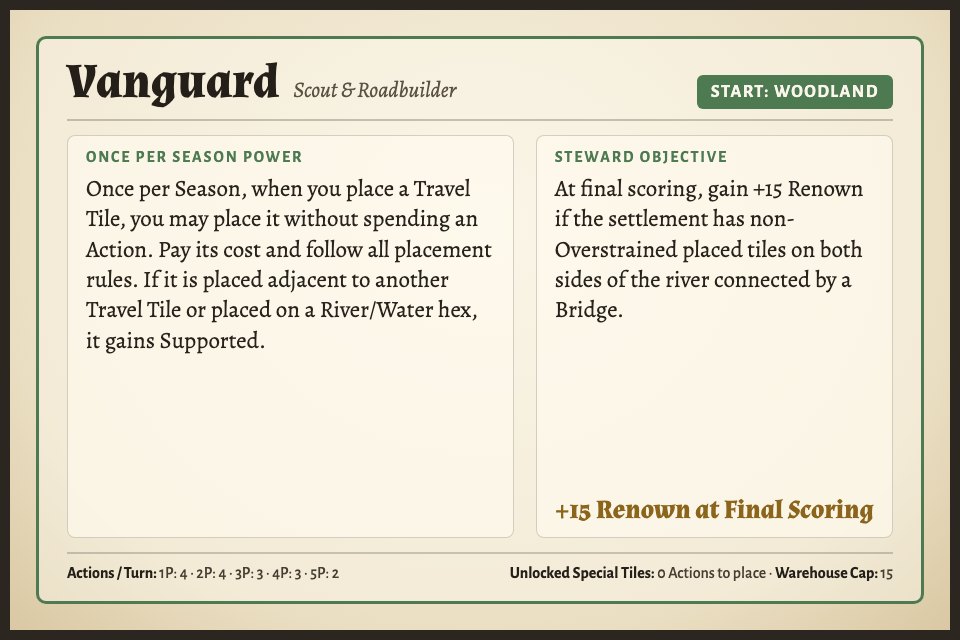 Vanguard Scout & Roadbuilder
START: WOODLAND
ONCE PER SEASON POWER
Once per Season, when you place a Travel
Tile, you may place it without spending an
Action. Pay its cost and follow all placement
rules. If it is placed adjacent to another
Travel Tile or placed on a River/Water hex,
it gains Supported.
STEWARD OBJECTIVE
At final scoring, gain +15 Renown
if the settlement has non-
Overstrained placed tiles on both
sides of the river connected by a
Bridge.
+15 Renown at Final Scoring
Actions / Turn: 1P: 4 · 2P: 4 · 3P: 3 · 4P: 3 · 5P: 2
Unlocked Special Tiles: 0 Actions to place · Warehouse Cap: 15